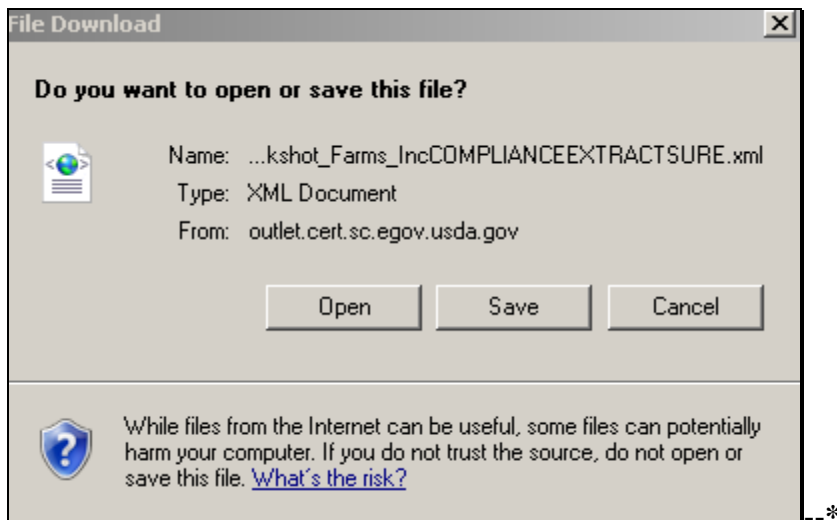 File Download
Do you want to open or save this file?
Name: ...kshot_Farms_IncCOMPLIANCEEXTRACTSURE.xml
Type: XML Document
From: outlet.cert.sc.egov.usda.gov
Open Save Cancel
While files from the Internet can be useful, some files can potentially
harm your computer. If you do not trust the source, do not open or
save this file. What's the risk?
--*